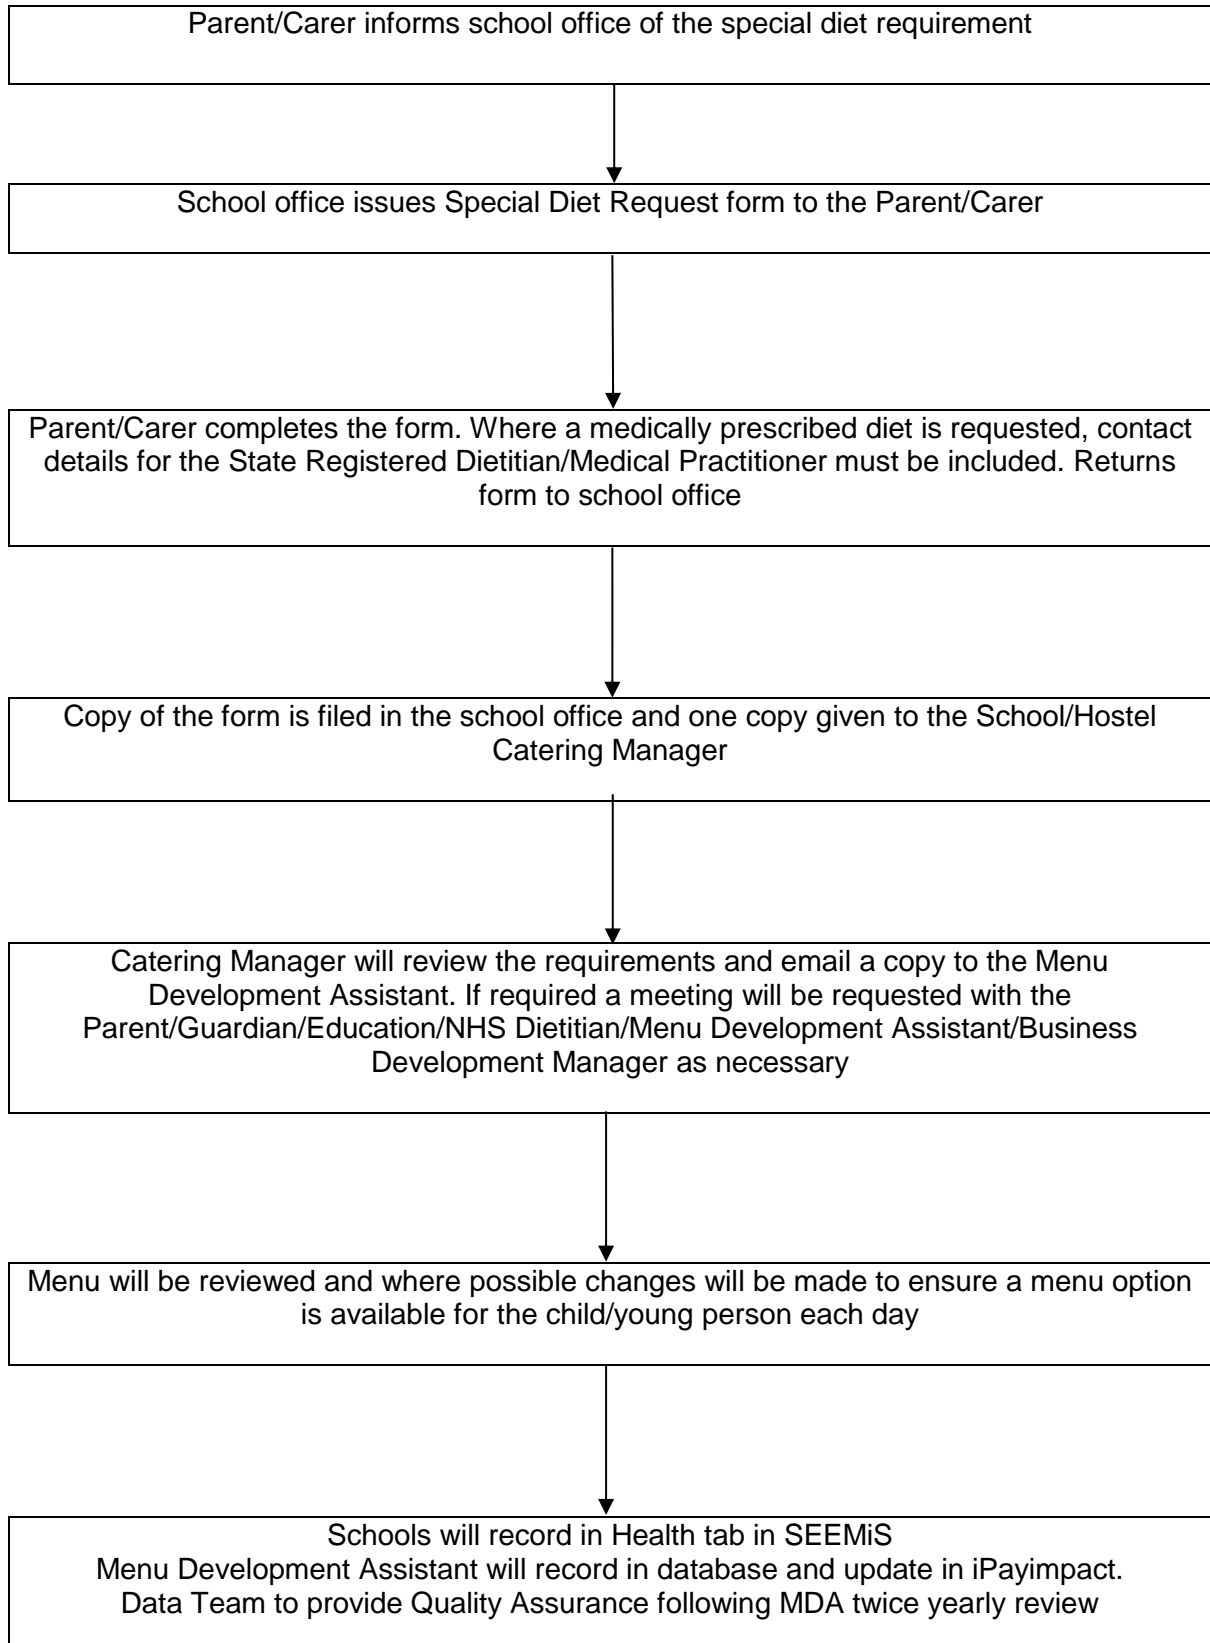 Parent/Carer informs school office of the special diet requirement
School office issues Special Diet Request form to the Parent/Carer
Parent/Carer completes the form. Where a medically prescribed diet is requested, contact
details for the State Registered Dietitian/Medical Practitioner must be included. Returns
form to school office
Copy of the form is filed in the school office and one copy given to the School/Hostel
Catering Manager
Catering Manager will review the requirements and email a copy to the Menu
Development Assistant. If required a meeting will be requested with the
Parent/Guardian/Education/NHS Dietitian/Menu Development Assistant/Business
Development Manager as necessary
Menu will be reviewed and where possible changes will be made to ensure a menu option
is available for the child/young person each day
Schools will record in Health tab in SEEMiS
Menu Development Assistant will record in database and update in iPayimpact.
Data Team to provide Quality Assurance following MDA twice yearly review